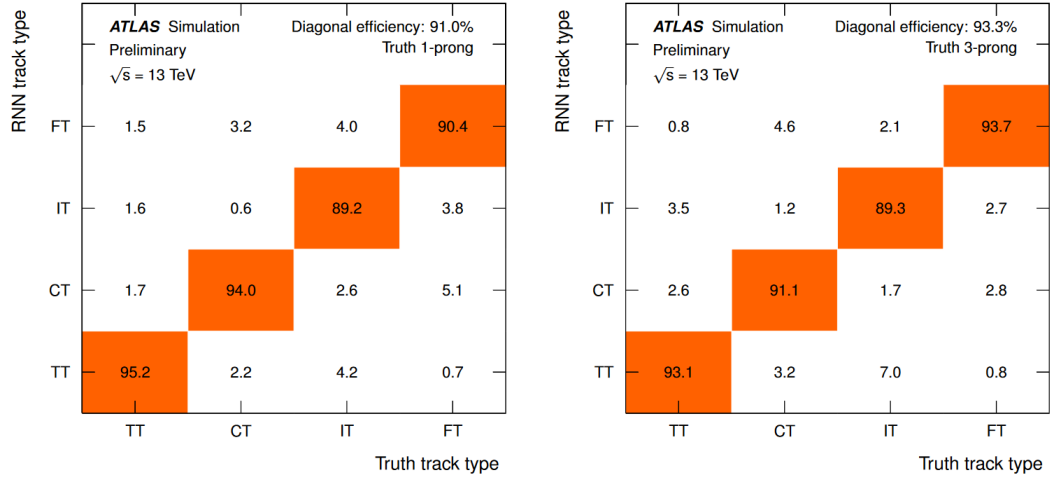 ATLAS Simulation
Preliminary
√s = 13 TeV
Diagonal efficiency: 91.0%
Truth 1-prong
RNN track type
FT 1.5 3.2 4.0 90.4
IT 1.6 0.6 89.2 3.8
CT 1.7 94.0 2.6 5.1
TT 95.2 2.2 4.2 0.7
TT CT IT FT
Truth track type
ATLAS Simulation
Preliminary
√s = 13 TeV
Diagonal efficiency: 93.3%
Truth 3-prong
RNN track type
FT 0.8 4.6 2.1 93.7
IT 3.5 1.2 89.3 2.7
CT 2.6 91.1 1.7 2.8
TT 93.1 3.2 7.0 0.8
TT CT IT FT
Truth track type